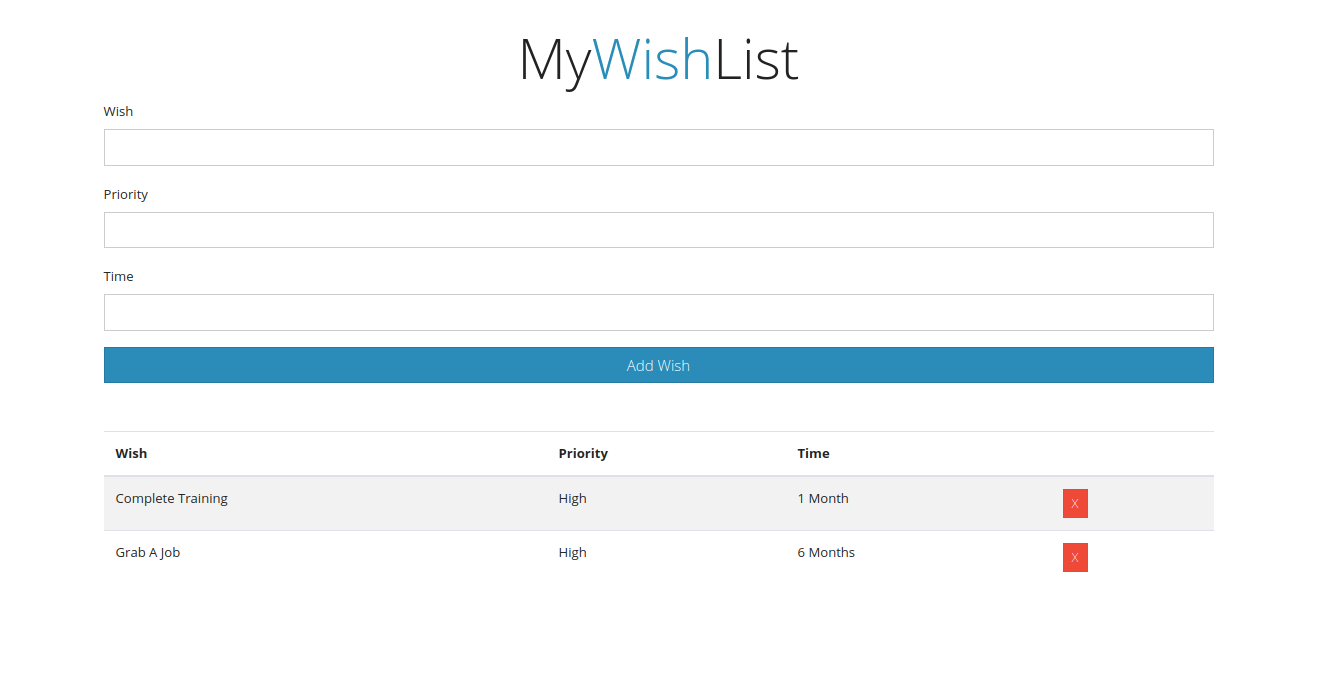 MyWishList
Wish
Priority
Time
Add Wish
Wish Priority Time
Complete Training High 1 Month X
Grab A Job High 6 Months X